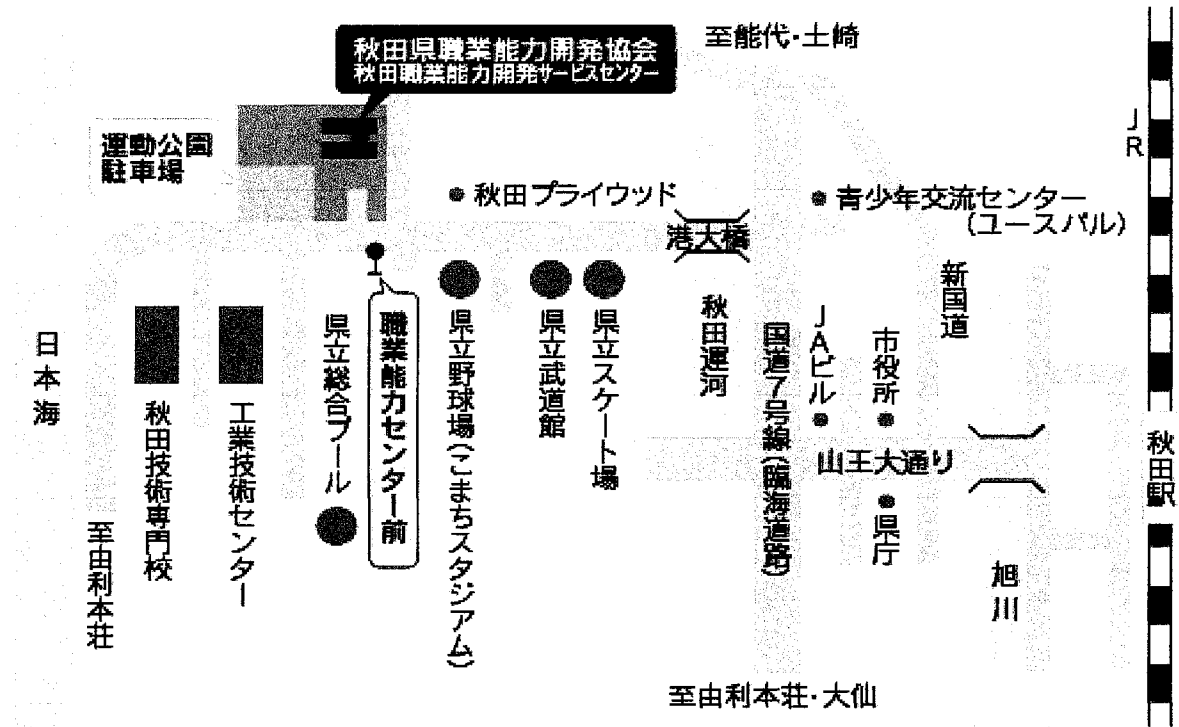 秋田県職業能力開発協会
秋田職業能力開発サービスセンター
至能代・土崎
JR
運動公園
駐車場
秋田プライウッド
青少年交流センター
(ユースパル)
港大橋
新国道
日本海
秋田技術専門校
工業技術センター
県立総合プール
職業能力センター前
県立野球場(こまちスタジアム)
県立武道館
県立スケート場
秋田運河
国道7号線(臨海道路)
JAビル
市役所
山王大通り
県庁
旭川
秋田駅
至由利本荘
至由利本荘・大仙